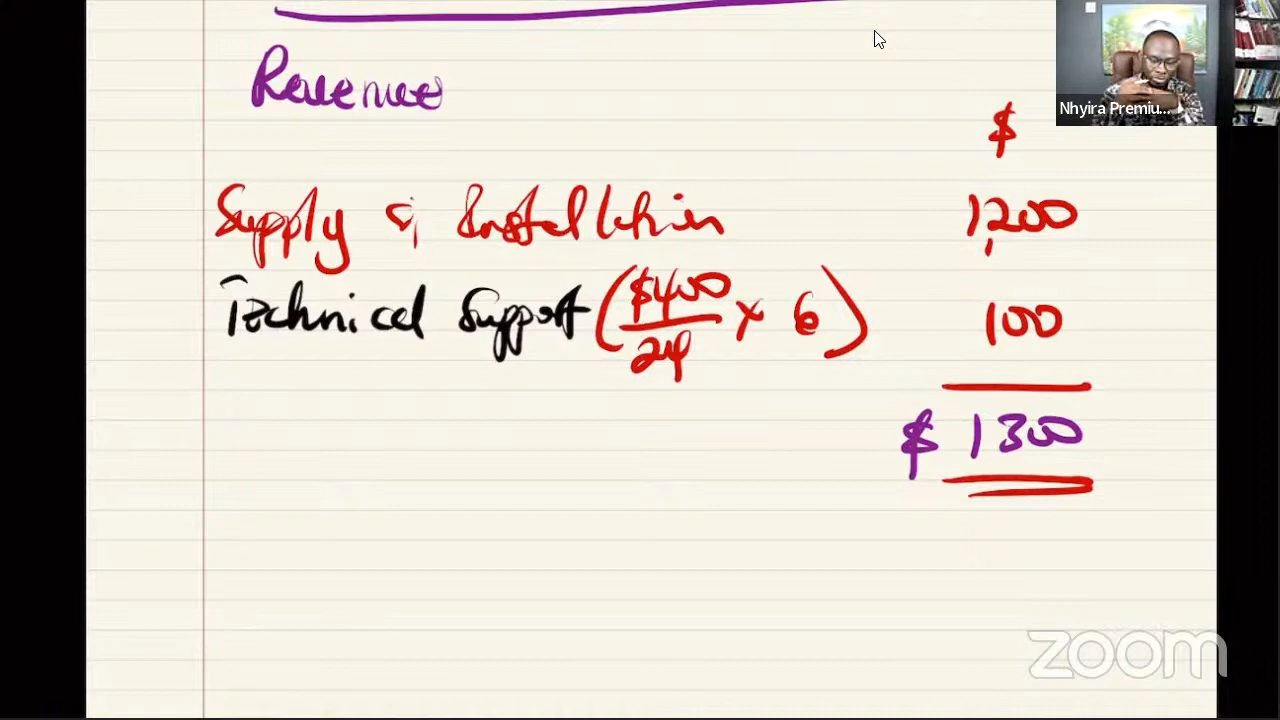 Revenue
Nhyira Premiu...
$
Supply & Installation 1,200
Technical Support ($400/24 × 6) 100
$ 1300
zoom